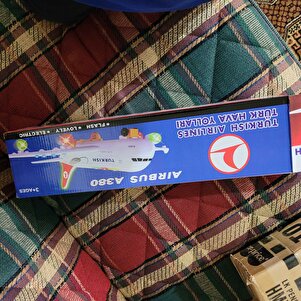 TURKISH AIRLINES
TÜRK HAVA YOLLARI
AIRBUS A380
TURKISH
FLASH LOVELY ELECTRIC
3+AGES